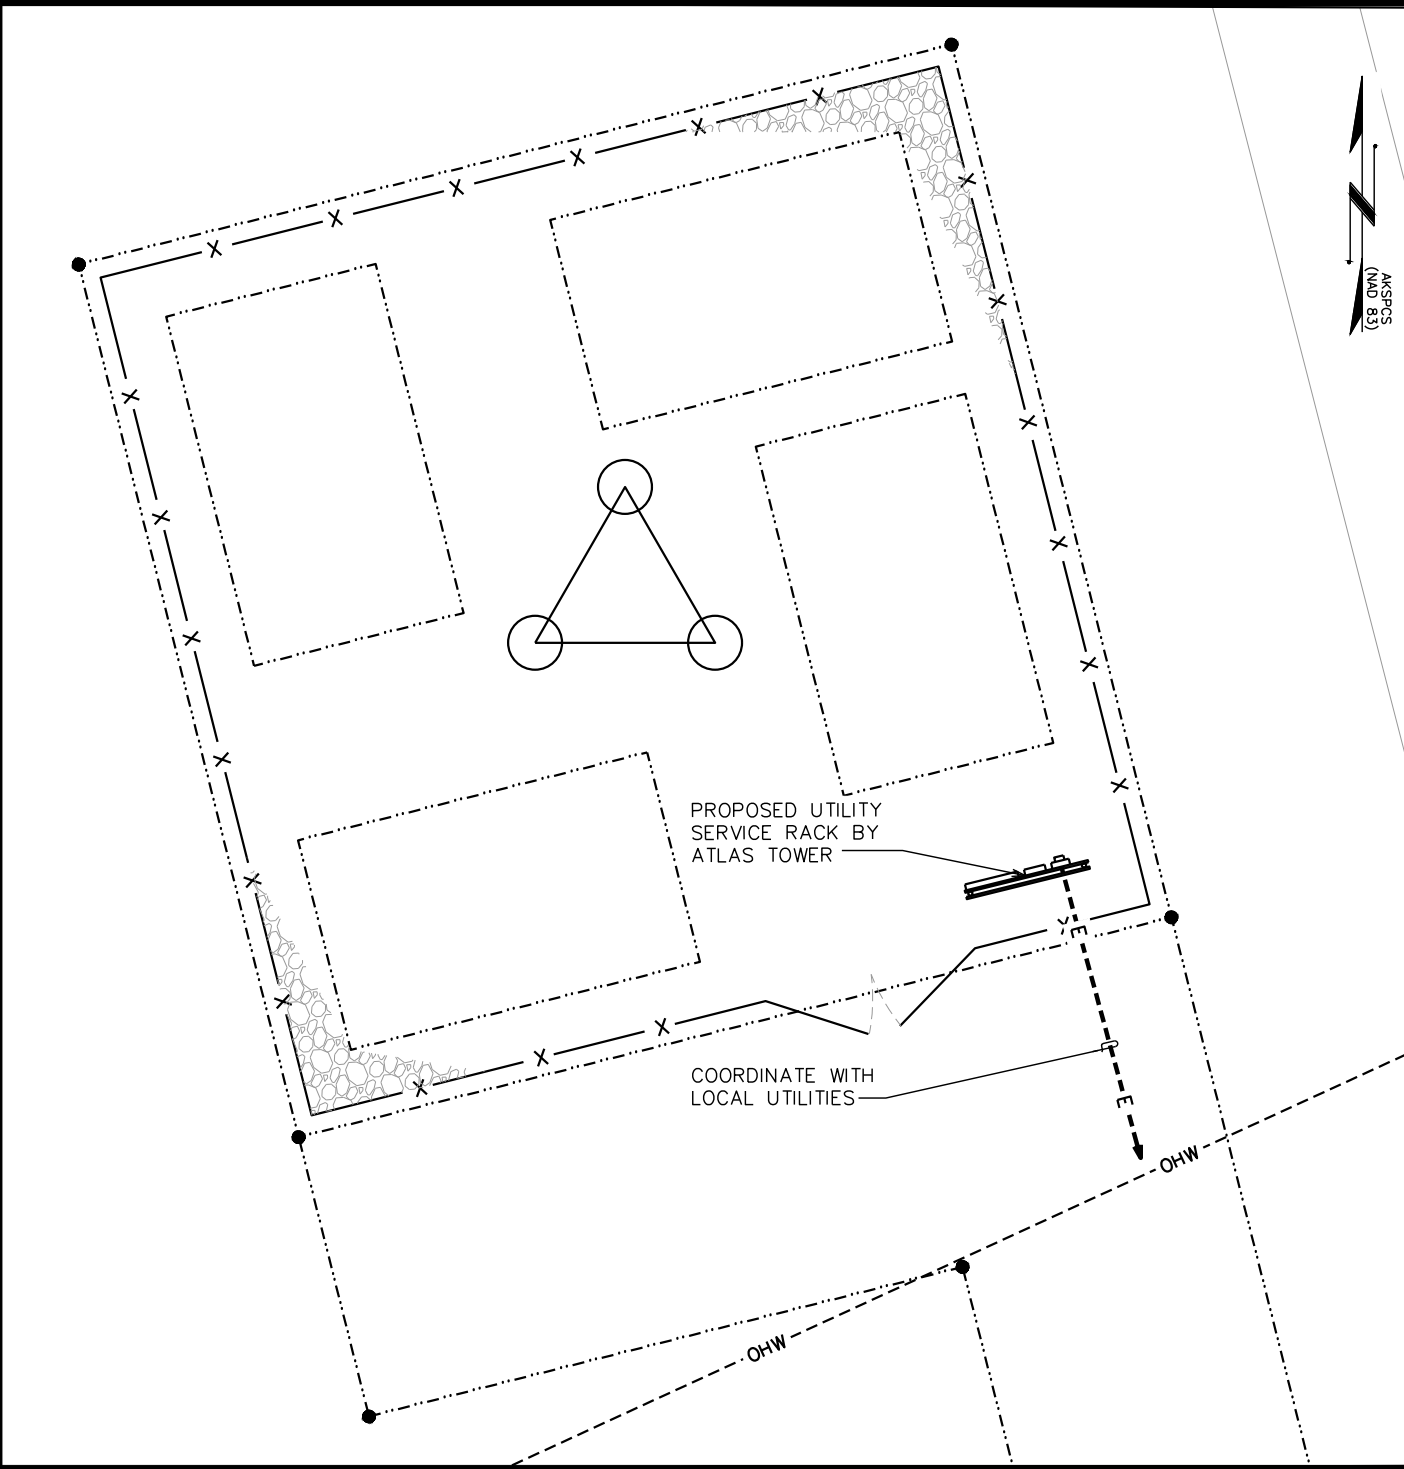 AKSPCS
(NAD 83)
PROPOSED UTILITY
SERVICE RACK BY
ATLAS TOWER
E
COORDINATE WITH
LOCAL UTILITIES
E
OHW
OHW